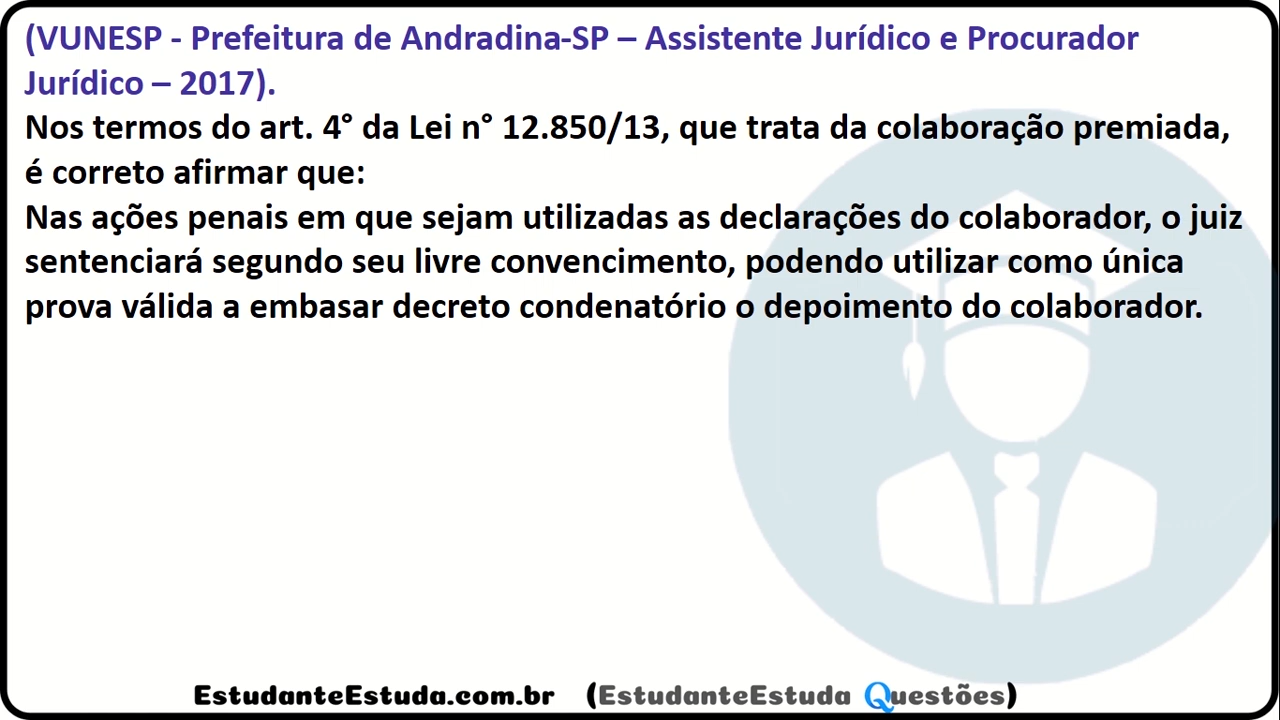 (VUNESP - Prefeitura de Andradina-SP – Assistente Jurídico e Procurador
Jurídico – 2017).
Nos termos do art. 4° da Lei n° 12.850/13, que trata da colaboração premiada,
é correto afirmar que:
Nas ações penais em que sejam utilizadas as declarações do colaborador, o juiz
sentenciará segundo seu livre convencimento, podendo utilizar como única
prova válida a embasar decreto condenatório o depoimento do colaborador.
EstudanteEstuda.com.br (EstudanteEstuda Questões)